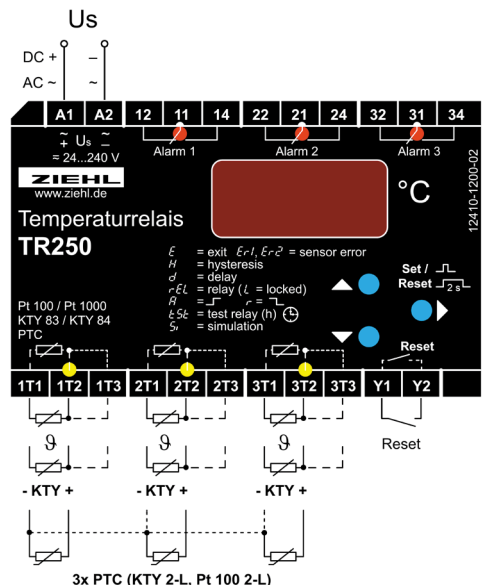 Us
DC + –
AC ~ ~
A1 A2 12 11 14 22 21 24 32 31 34
~ ~
+ Us –
≂ 24...240 V
Alarm 1 Alarm 2 Alarm 3
ZIEHL
www.ziehl.de
°C
12410-1200-02
Temperaturrelais
TR250
E = exit Er1, Er2 = sensor error
H = hysteresis
d = delay
rEL = relay (L = locked)
A = r =
tSt = test relay (h)
Si = simulation
Set /
Reset 2 s
Pt 100 / Pt 1000
KTY 83 / KTY 84
PTC
Reset
1T1 1T2 1T3 2T1 2T2 2T3 3T1 3T2 3T3 Y1 Y2
Reset
ϑ ϑ ϑ
- KTY + - KTY + - KTY +
3x PTC (KTY 2-L, Pt 100 2-L)